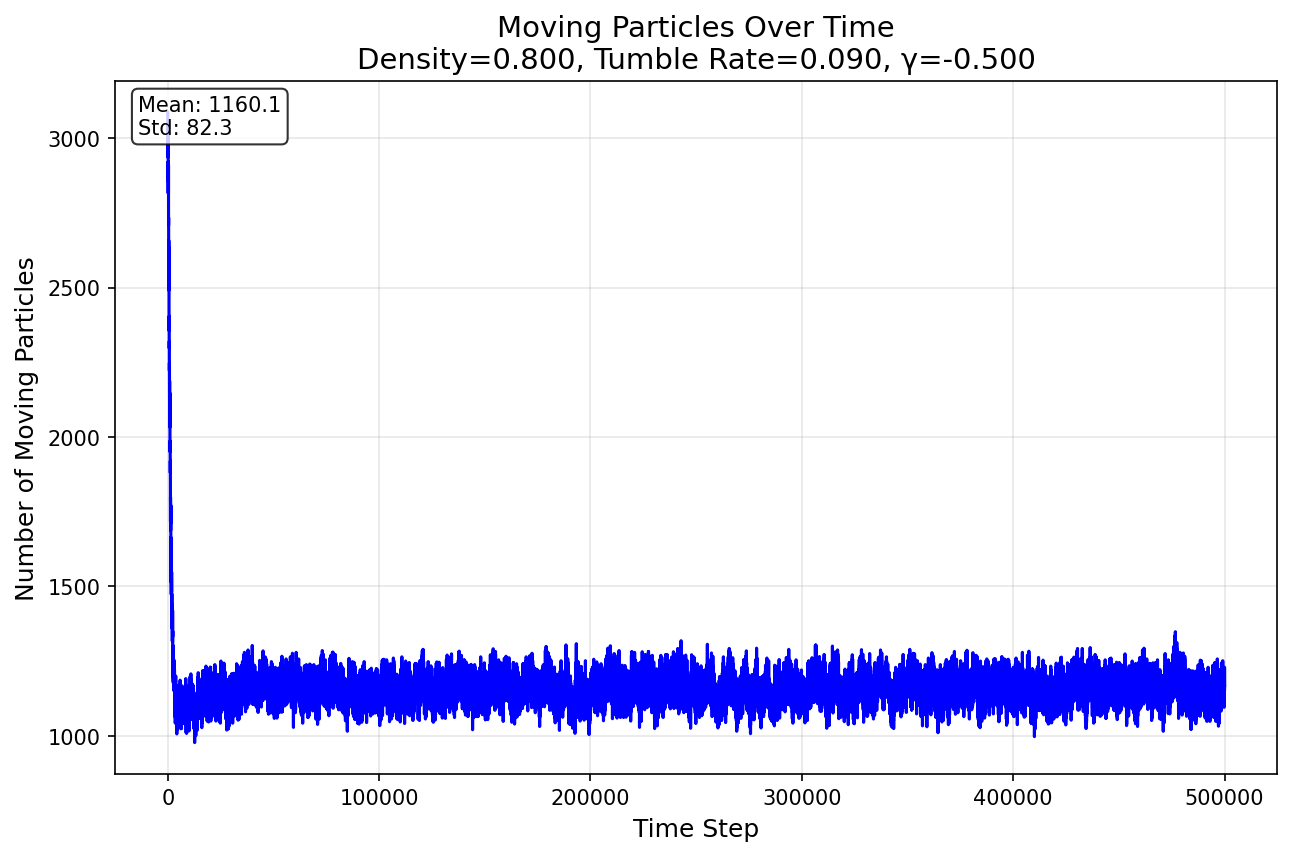 Moving Particles Over Time
Density=0.800, Tumble Rate=0.090, γ=-0.500
Mean: 1160.1
Std: 82.3
3000
2500
2000
1500
1000
Number of Moving Particles
0
100000
200000
300000
400000
500000
Time Step